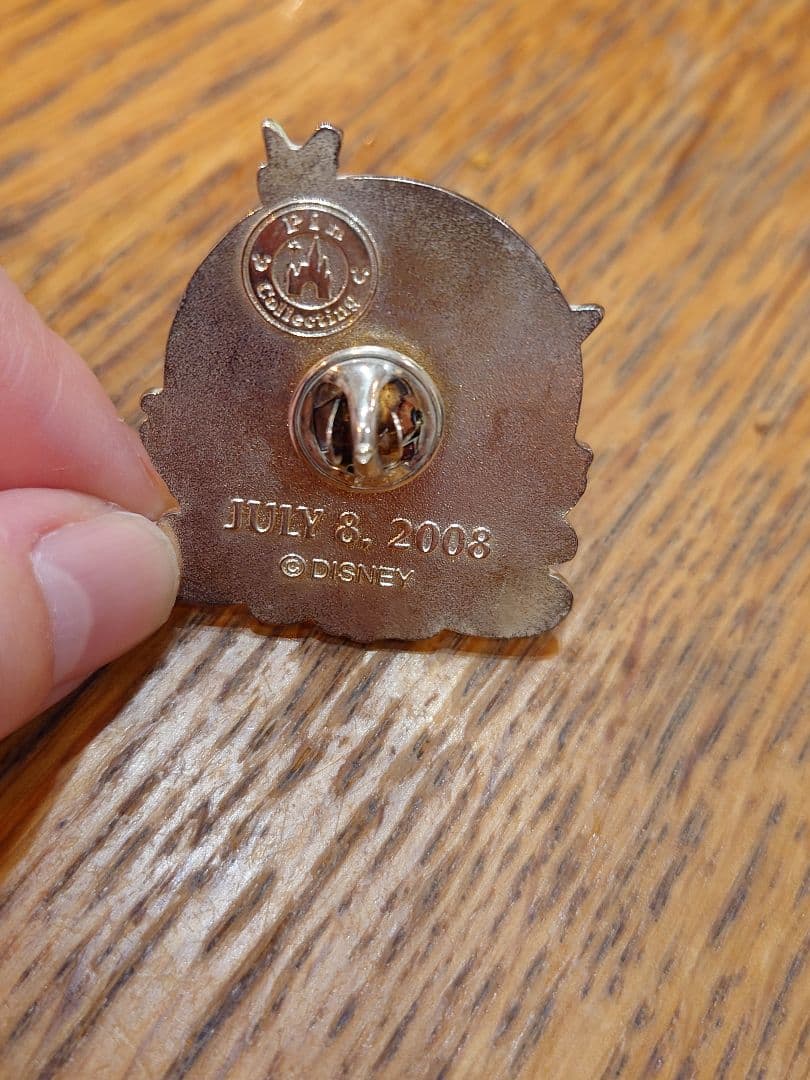 Pin
Collecting
JULY 8, 2008
© DISNEY